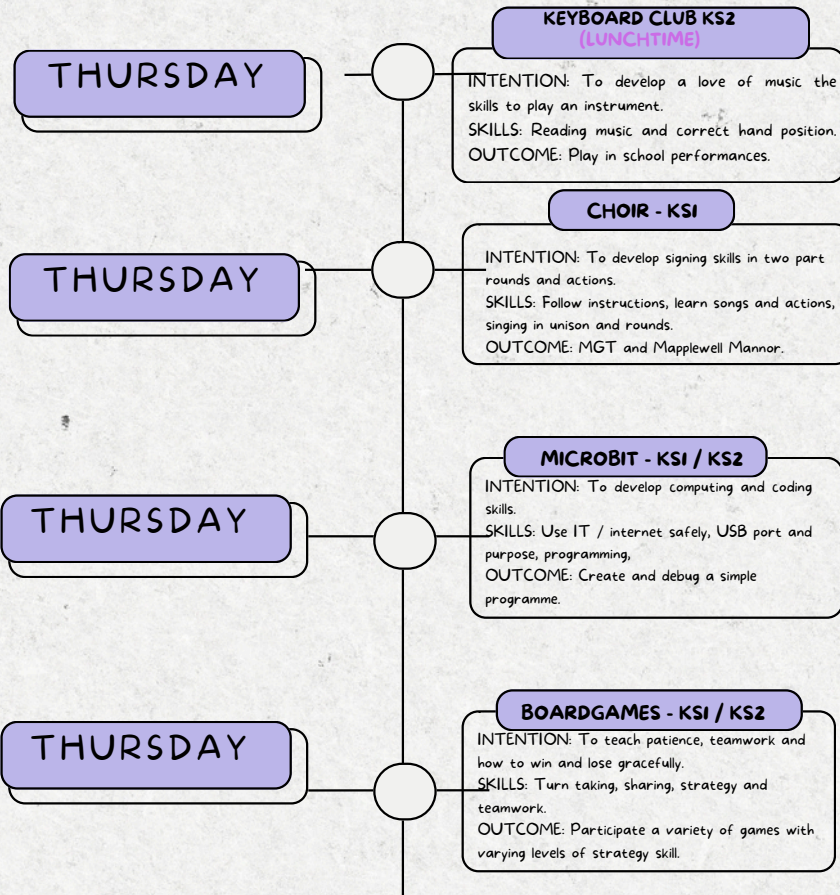 KEYBOARD CLUB KS2
(LUNCHTIME)
THURSDAY
INTENTION: To develop a love of music the
skills to play an instrument.
SKILLS: Reading music and correct hand position.
OUTCOME: Play in school performances.
CHOIR - KS1
THURSDAY
INTENTION: To develop signing skills in two part
rounds and actions.
SKILLS: Follow instructions, learn songs and actions,
singing in unison and rounds.
OUTCOME: MGT and Mapplewell Mannor.
MICROBIT - KS1 / KS2
THURSDAY
INTENTION: To develop computing and coding
skills.
SKILLS: Use IT / internet safely, USB port and
purpose, programming,
OUTCOME: Create and debug a simple
programme.
BOARDGAMES - KS1 / KS2
THURSDAY
INTENTION: To teach patience, teamwork and
how to win and lose gracefully.
SKILLS: Turn taking, sharing, strategy and
teamwork.
OUTCOME: Participate a variety of games with
varying levels of strategy skill.